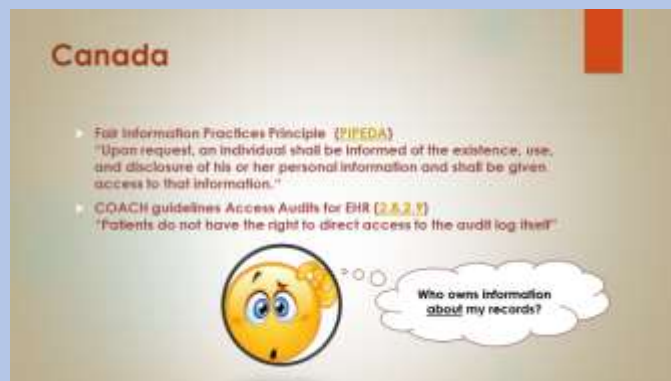 Canada
Fair Information Practices Principle (PIPEDA)
"Upon request, an individual shall be informed of the existence, use,
and disclosure of his or her personal information and shall be given
access to that information."
COACH guidelines Access Audits for EHR (2.8.2.9)
"Patients do not have the right to direct access to the audit log itself"
Who owns information
about my records?